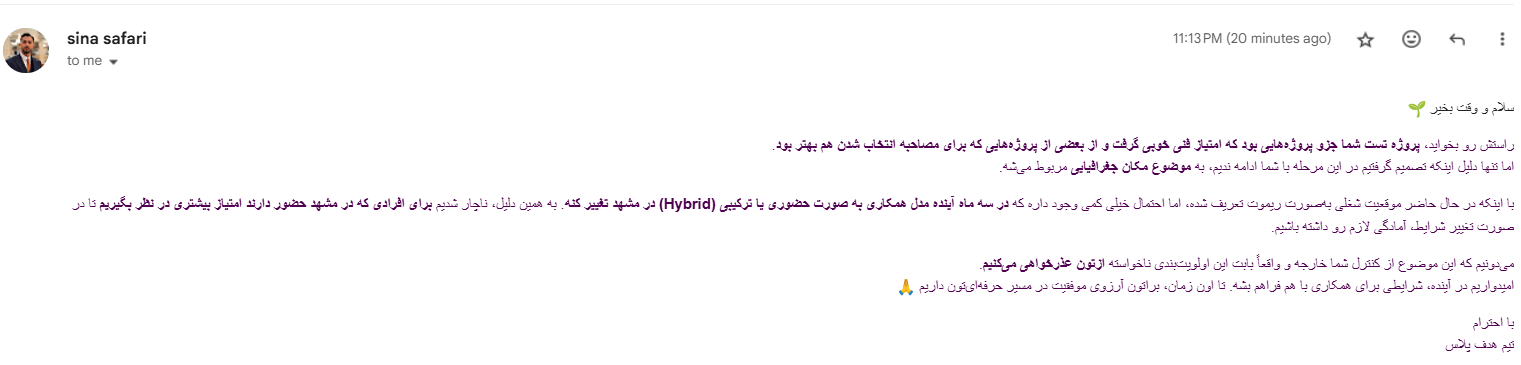 sina safari
11:13 PM (20 minutes ago)
to me
سلام و وقت بخیر 🌱
راستش رو بخواید، پروژه تست شما جزو پروژه‌هایی بود که امتیاز فنی خوبی گرفت و از بعضی از پروژه‌هایی که برای مصاحبه انتخاب شدن هم بهتر بود.
اما تنها دلیل اینکه تصمیم گرفتیم در این مرحله با شما ادامه ندیم، به موضوع مکان جغرافیایی مربوط می‌شه.
با اینکه در حال حاضر موقعیت شغلی به‌صورت ریموت تعریف شده، اما احتمال خیلی کمی وجود داره که در سه ماه آینده مدل همکاری به صورت حضوری یا ترکیبی (Hybrid) در مشهد تغییر کنه. به همین دلیل، ناچار شدیم برای افرادی که در مشهد حضور دارند امتیاز بیشتری در نظر بگیریم تا در
صورت تغییر شرایط، آمادگی لازم رو داشته باشیم.
می‌دونیم که این موضوع از کنترل شما خارجه و واقعاً بابت این اولویت‌بندی ناخواسته ازتون عذرخواهی می‌کنیم.
امیدواریم در آینده، شرایطی برای همکاری با هم فراهم بشه. تا اون زمان، براتون آرزوی موفقیت در مسیر حرفه‌ای‌تون داریم 🙏
با احترام
تیم هدف پلاس